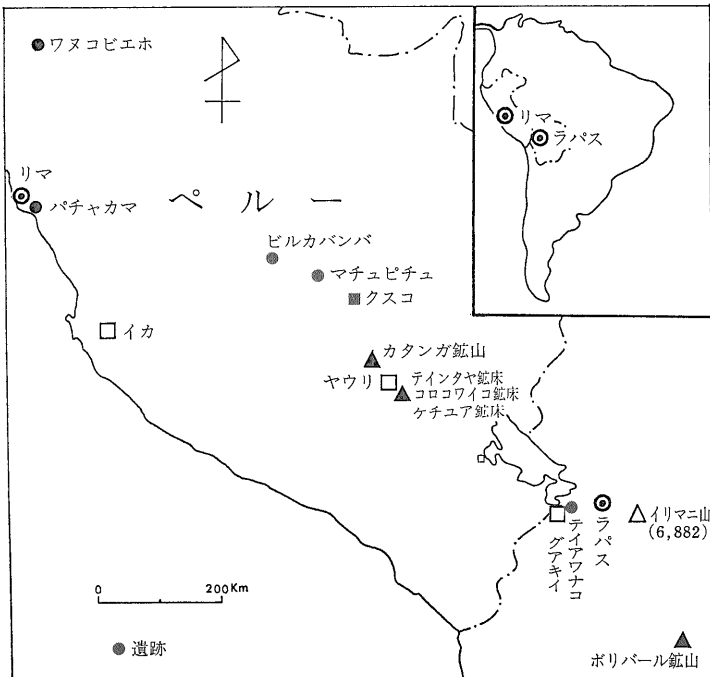 ワヌコビエホ
リマ
パチャカマ
ペルー
ビルカバンバ
マチュピチュ
クスコ
イカ
カタンガ鉱山
ヤウリ
テインタヤ鉱床
コロコワイコ鉱床
ケチュア鉱床
グアキイ
テイアワナコ
ラパス
イリマニ山
(6,882)
0 200Km
遺跡
ボリバール鉱山
リマ
ラパス